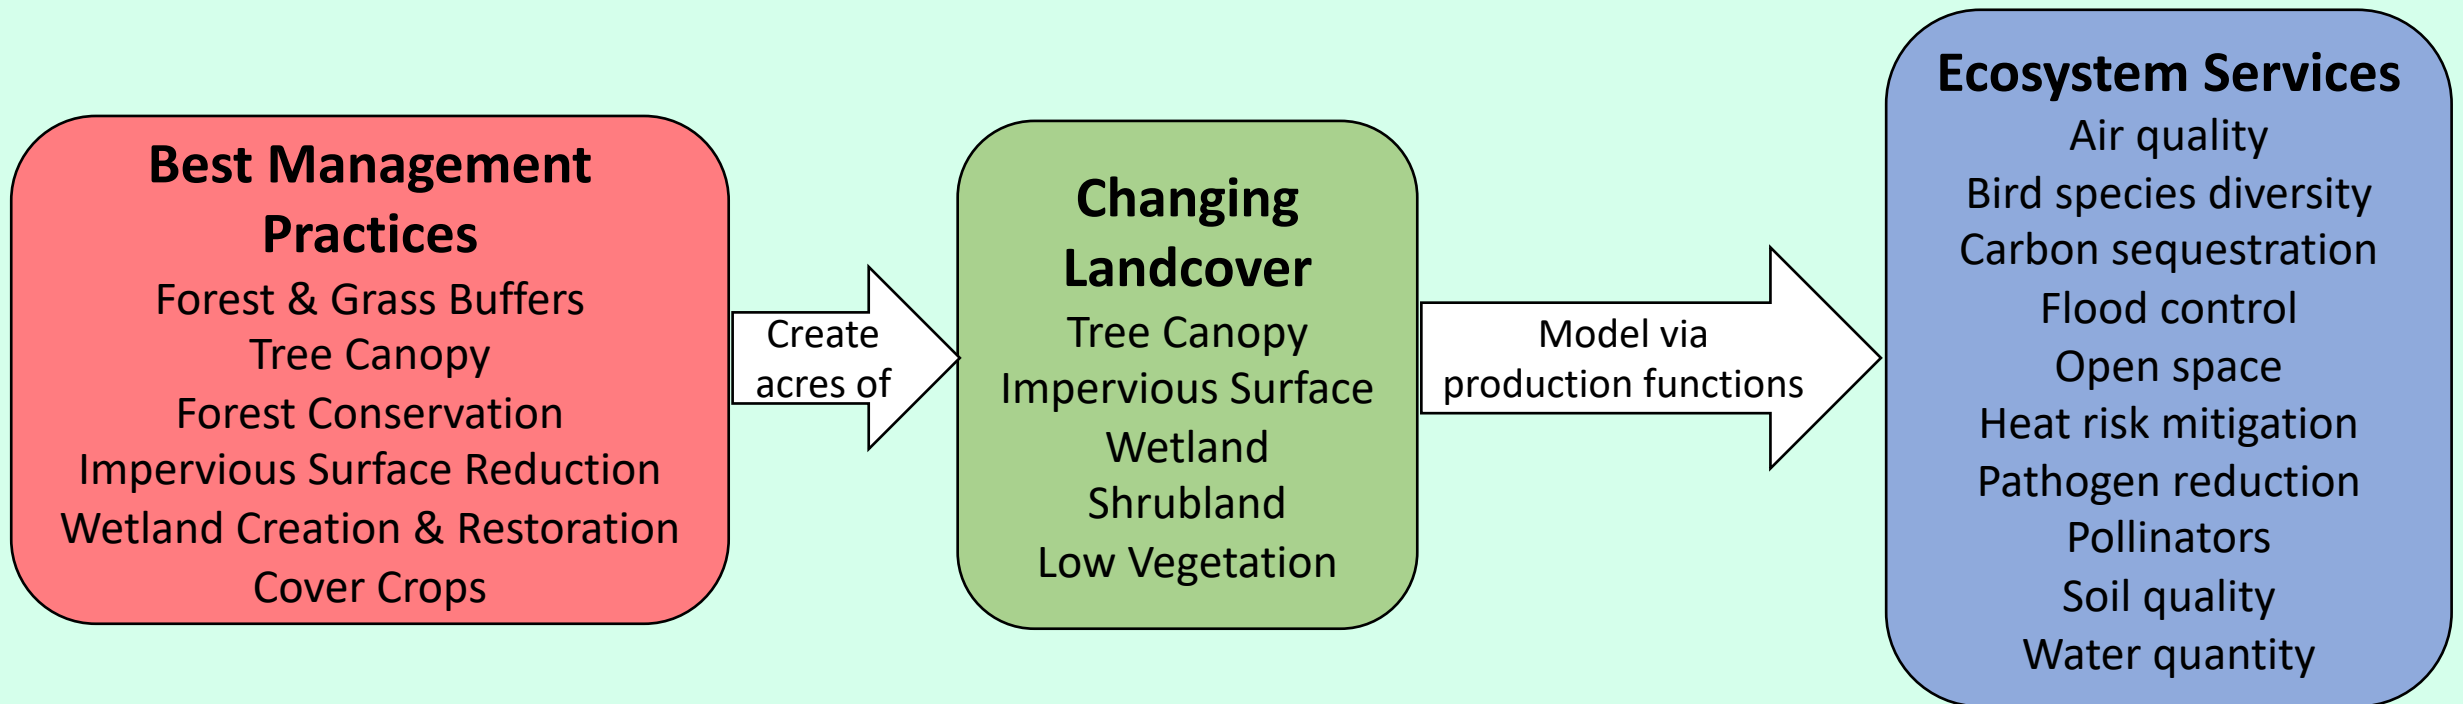 Best Management
Practices
Forest & Grass Buffers
Tree Canopy
Forest Conservation
Impervious Surface Reduction
Wetland Creation & Restoration
Cover Crops
Create
acres of
Changing
Landcover
Tree Canopy
Impervious Surface
Wetland
Shrubland
Low Vegetation
Model via
production functions
Ecosystem Services
Air quality
Bird species diversity
Carbon sequestration
Flood control
Open space
Heat risk mitigation
Pathogen reduction
Pollinators
Soil quality
Water quantity